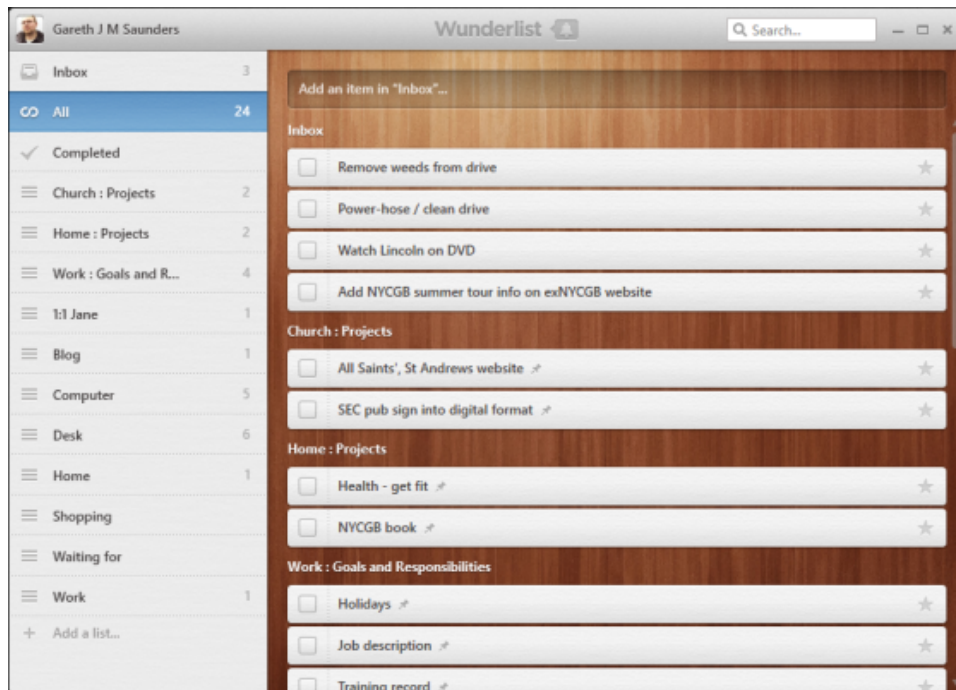 Gareth J M Saunders
Wunderlist
Search...
Inbox 3
All 24
Completed
Church : Projects 2
Home : Projects 2
Work : Goals and R... 4
1:1 Jane 1
Blog 1
Computer 5
Desk 6
Home 1
Shopping
Waiting for
Work 1
Add a list...
Add an item in "Inbox"...
Inbox
Remove weeds from drive
Power-hose / clean drive
Watch Lincoln on DVD
Add NYCGB summer tour info on exNYCGB website
Church : Projects
All Saints', St Andrews website
SEC pub sign into digital format
Home : Projects
Health - get fit
NYCGB book
Work : Goals and Responsibilities
Holidays
Job description
Training record